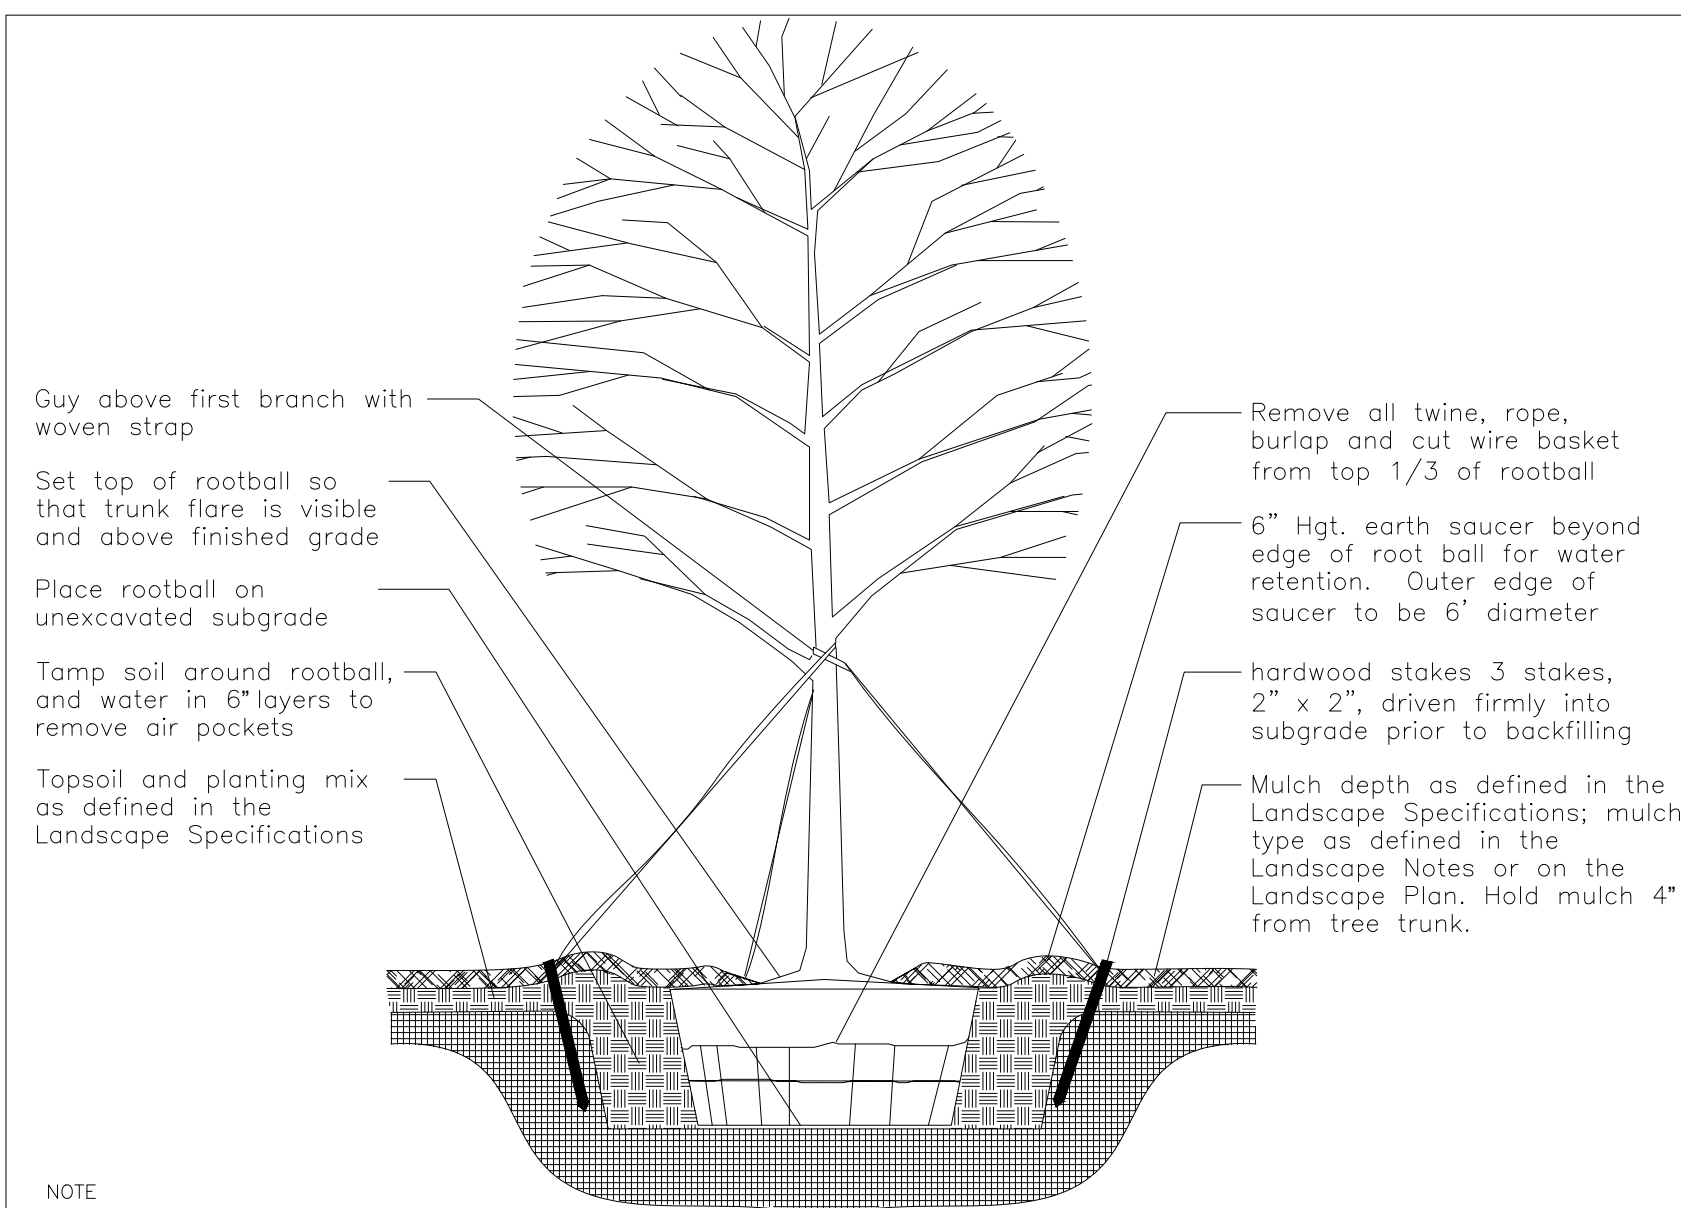 Guy above first branch with
woven strap
Set top of rootball so
that trunk flare is visible
and above finished grade
Place rootball on
unexcavated subgrade
Tamp soil around rootball,
and water in 6" layers to
remove air pockets
Topsoil and planting mix
as defined in the
Landscape Specifications
Remove all twine, rope,
burlap and cut wire basket
from top 1/3 of rootball
6" Hgt. earth saucer beyond
edge of root ball for water
retention. Outer edge of
saucer to be 6' diameter
hardwood stakes 3 stakes,
2" x 2", driven firmly into
subgrade prior to backfilling
Mulch depth as defined in the
Landscape Specifications; mulch
type as defined in the
Landscape Notes or on the
Landscape Plan. Hold mulch 4"
from tree trunk.
NOTE